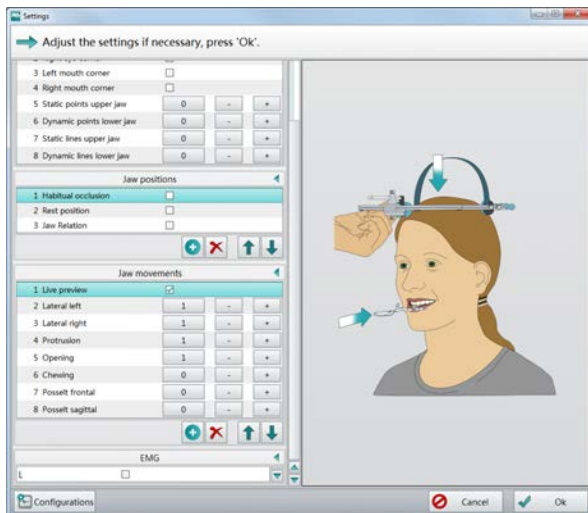 Settings
Adjust the settings if necessary, press 'Ok'.
3 Left mouth corner
4 Right mouth corner
5 Static points upper jaw 0 - +
6 Dynamic points lower jaw 0 - +
7 Static lines upper jaw 0 - +
8 Dynamic lines lower jaw 0 - +
Jaw positions
1 Habitual occlusion
2 Rest position
3 Jaw Relation
Jaw movements
1 Live preview
2 Lateral left 1 - +
3 Lateral right 1 - +
4 Protrusion 1 - +
5 Opening 1 - +
6 Chewing 0 - +
7 Posselt frontal 0 - +
8 Posselt sagittal 0 - +
EMG
L
Configurations
Cancel
Ok